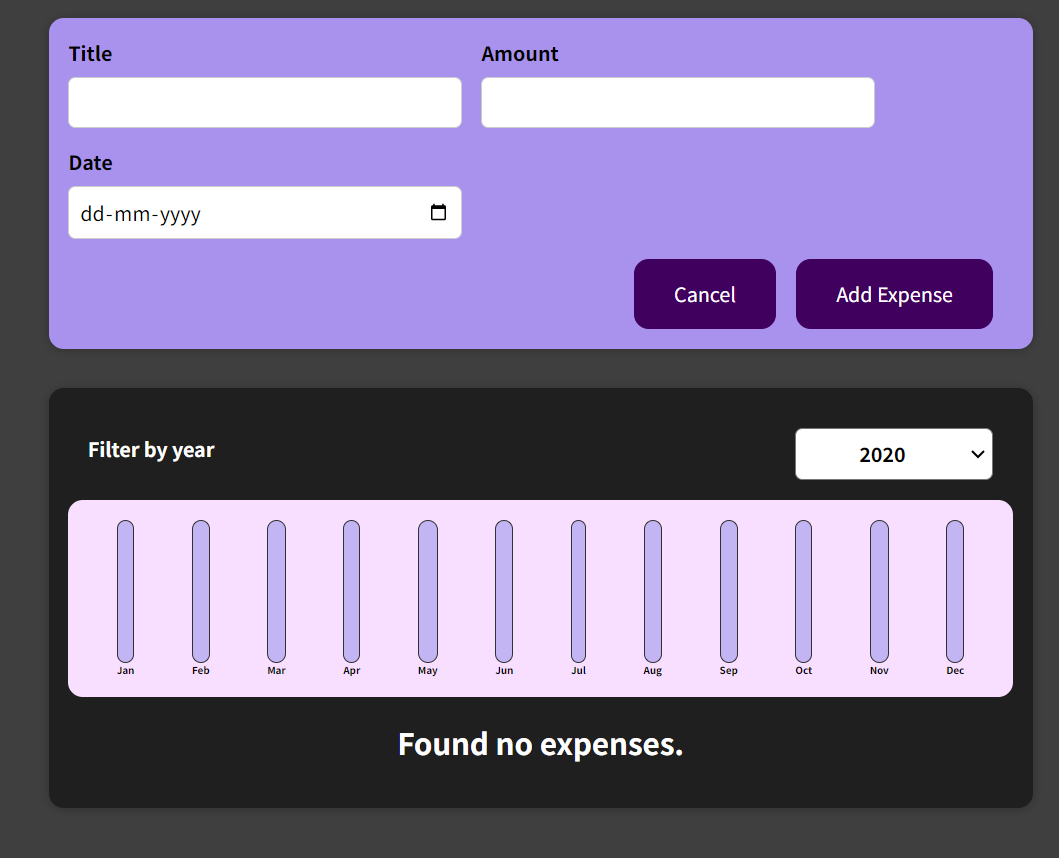 Title Amount
Date
dd-mm-yyyy
Cancel Add Expense
Filter by year 2020
Jan Feb Mar Apr May Jun Jul Aug Sep Oct Nov Dec
Found no expenses.